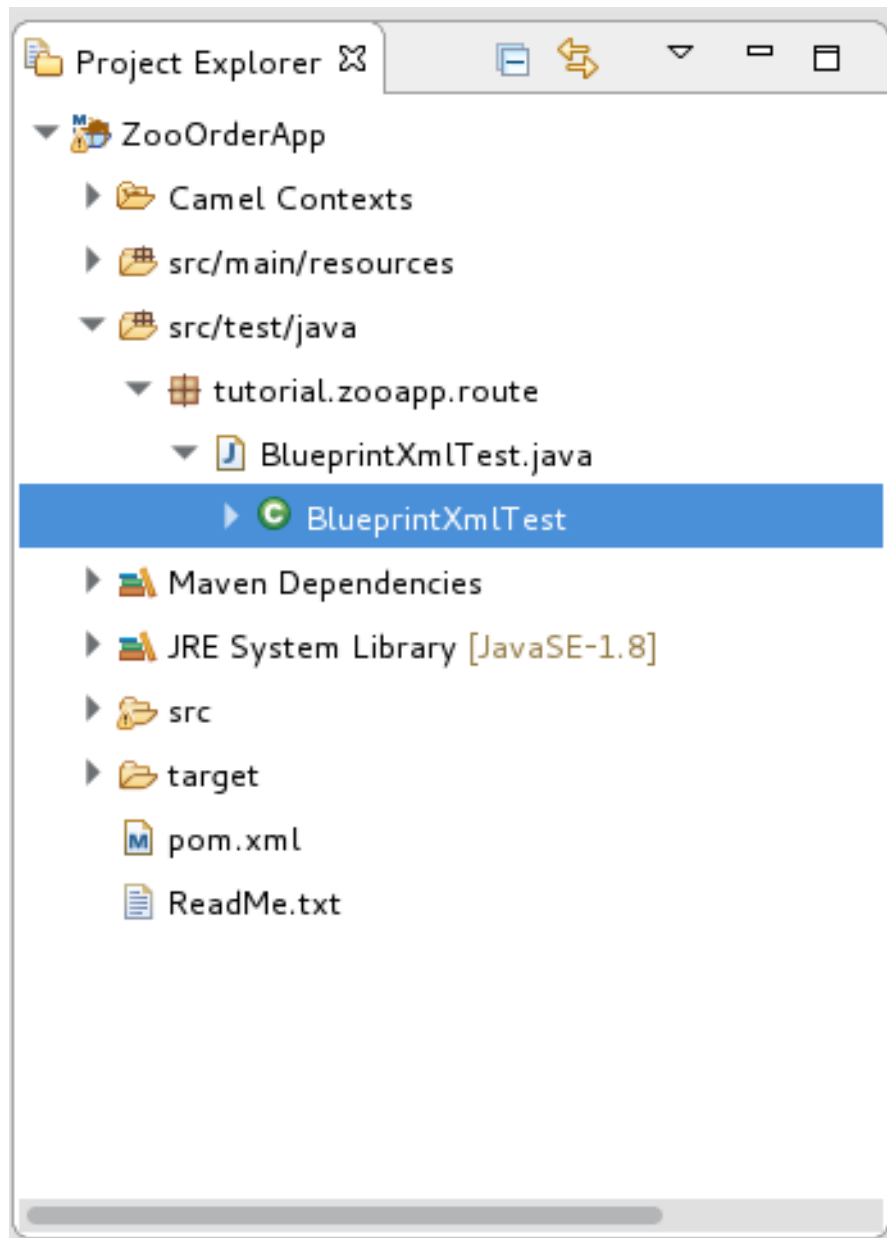 Project Explorer
ZooOrderApp
Camel Contexts
src/main/resources
src/test/java
tutorial.zooapp.route
BlueprintXmlTest.java
BlueprintXmlTest
Maven Dependencies
JRE System Library [JavaSE-1.8]
src
target
pom.xml
ReadMe.txt